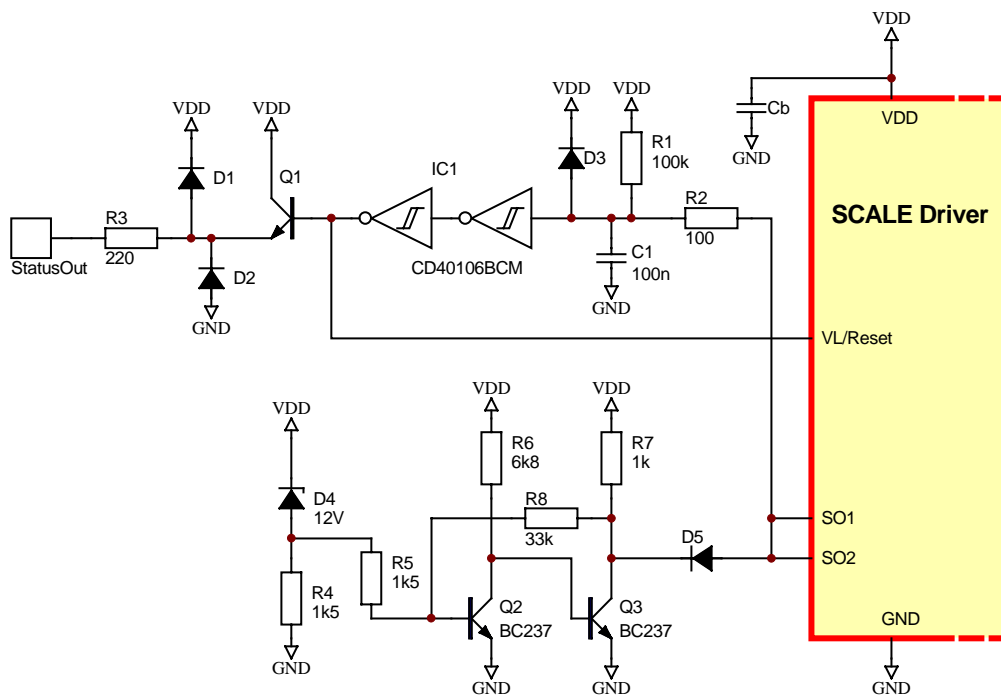 VDD
VDD
VDD
VDD
VDD
Cb
GND
VDD
D1
Q1
IC1
D3
R1
100k
R2
100
SCALE Driver
R3
220
StatusOut
D2
GND
CD40106BCM
C1
100n
GND
VL/Reset
VDD
VDD
VDD
R6
6k8
R7
1k
D4
12V
R8
33k
SO1
D5
SO2
R5
1k5
R4
1k5
Q2
BC237
Q3
BC237
GND
GND
GND
GND
GND